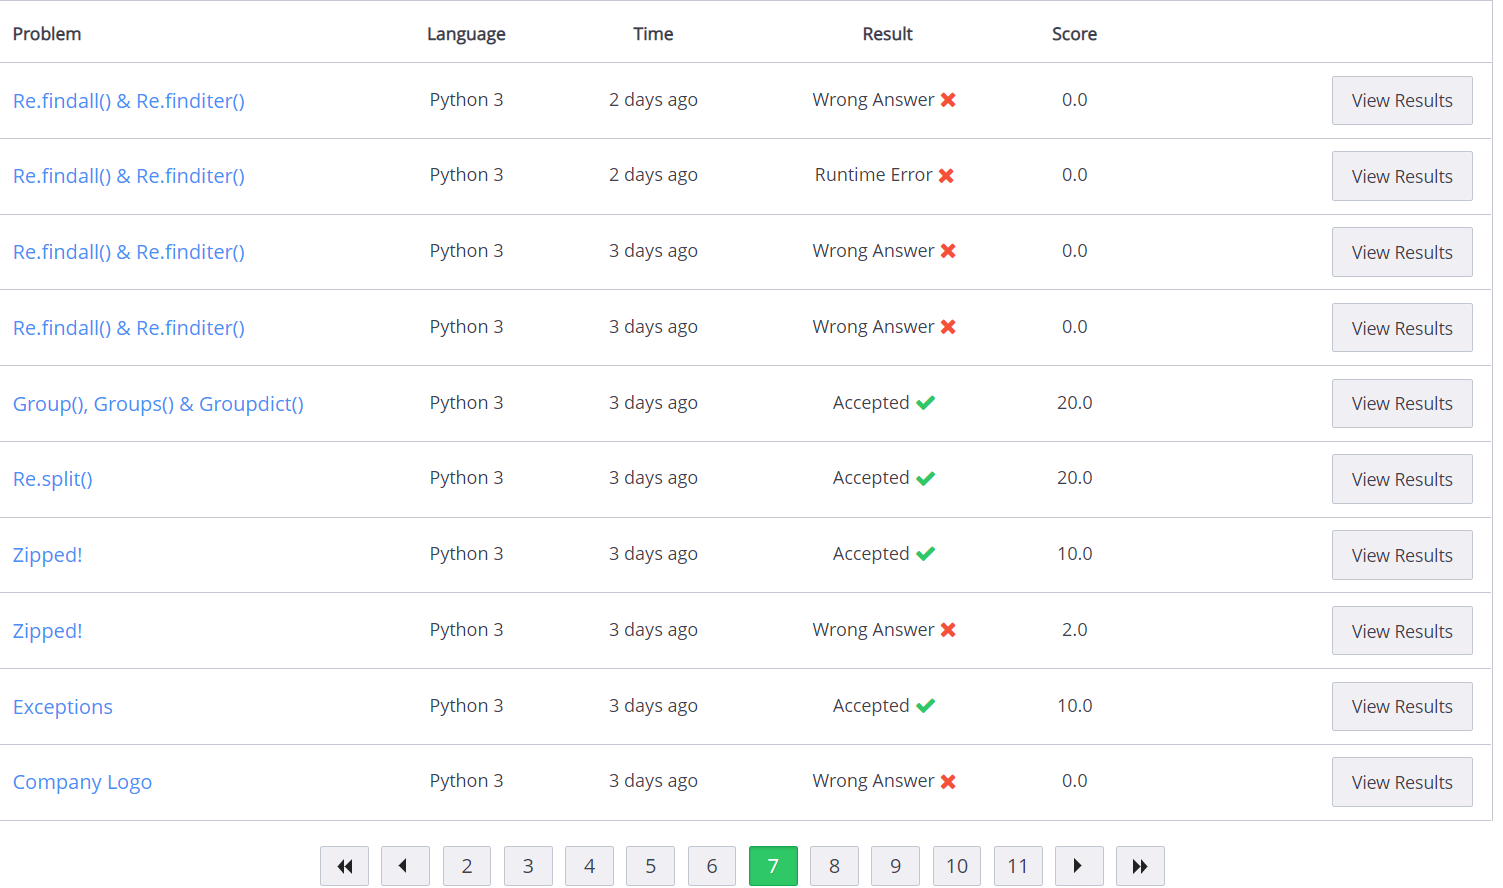 Problem Language Time Result Score
Re.findall() & Re.finditer() Python 3 2 days ago Wrong Answer 0.0 View Results
Re.findall() & Re.finditer() Python 3 2 days ago Runtime Error 0.0 View Results
Re.findall() & Re.finditer() Python 3 3 days ago Wrong Answer 0.0 View Results
Re.findall() & Re.finditer() Python 3 3 days ago Wrong Answer 0.0 View Results
Group(), Groups() & Groupdict() Python 3 3 days ago Accepted 20.0 View Results
Re.split() Python 3 3 days ago Accepted 20.0 View Results
Zipped! Python 3 3 days ago Accepted 10.0 View Results
Zipped! Python 3 3 days ago Wrong Answer 2.0 View Results
Exceptions Python 3 3 days ago Accepted 10.0 View Results
Company Logo Python 3 3 days ago Wrong Answer 0.0 View Results
2 3 4 5 6 7 8 9 10 11